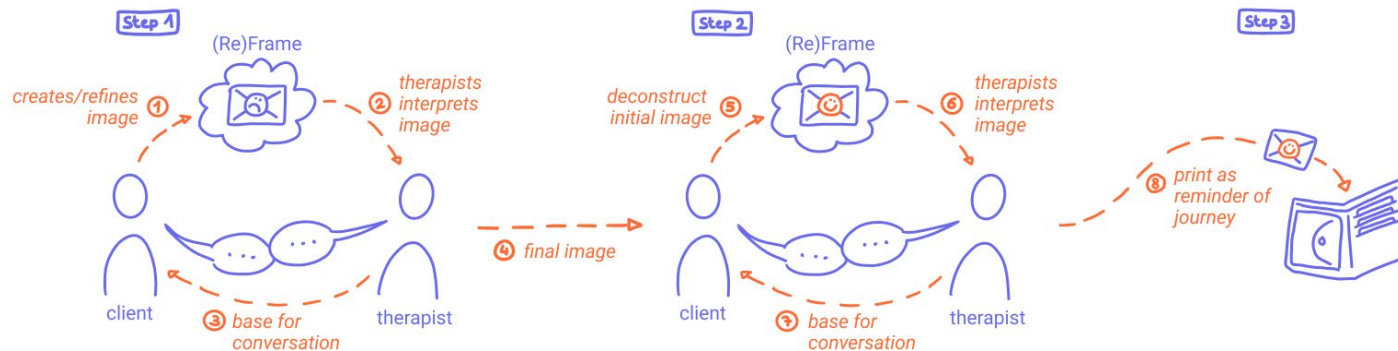 Step 1
(Re)Frame
creates/refines
image
1
2
therapists
interprets
image
...
...
client
therapist
3
base for
conversation
4
final image
Step 2
(Re)Frame
deconstruct
initial image
5
6
therapists
interprets
image
...
...
client
therapist
7
base for
conversation
Step 3
8
print as
reminder of
journey